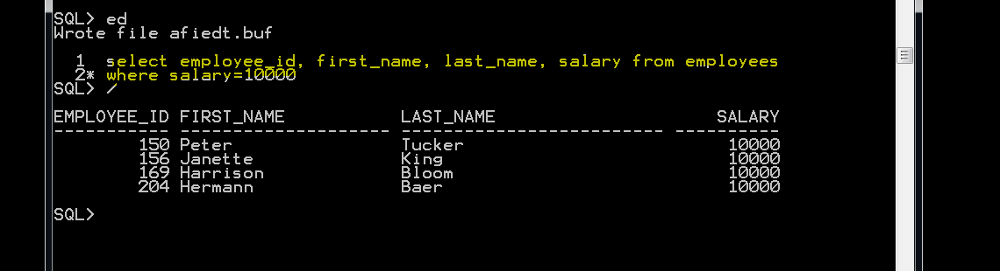 SQL> ed
Wrote file afiedt.buf
1 select employee_id, first_name, last_name, salary from employees
2* where salary=10000
SQL> /
EMPLOYEE_ID FIRST_NAME LAST_NAME SALARY
----------- -------------------- ------------------------- ----------
150 Peter Tucker 10000
156 Janette King 10000
169 Harrison Bloom 10000
204 Hermann Baer 10000
SQL>